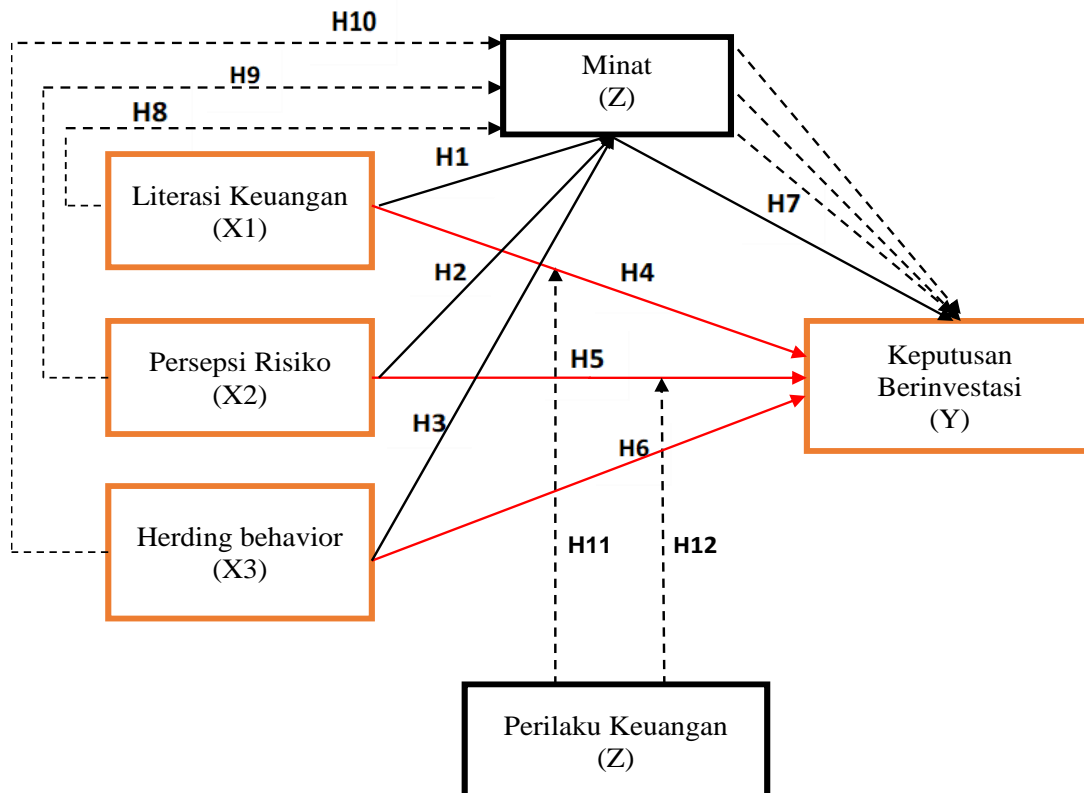 H10
Minat
(Z)
H9
H8
H1
Literasi Keuangan
(X1)
H7
H2
H4
Persepsi Risiko
(X2)
H5
Keputusan
Berinvestasi
(Y)
H3
H6
Herding behavior
(X3)
H11
H12
Perilaku Keuangan
(Z)